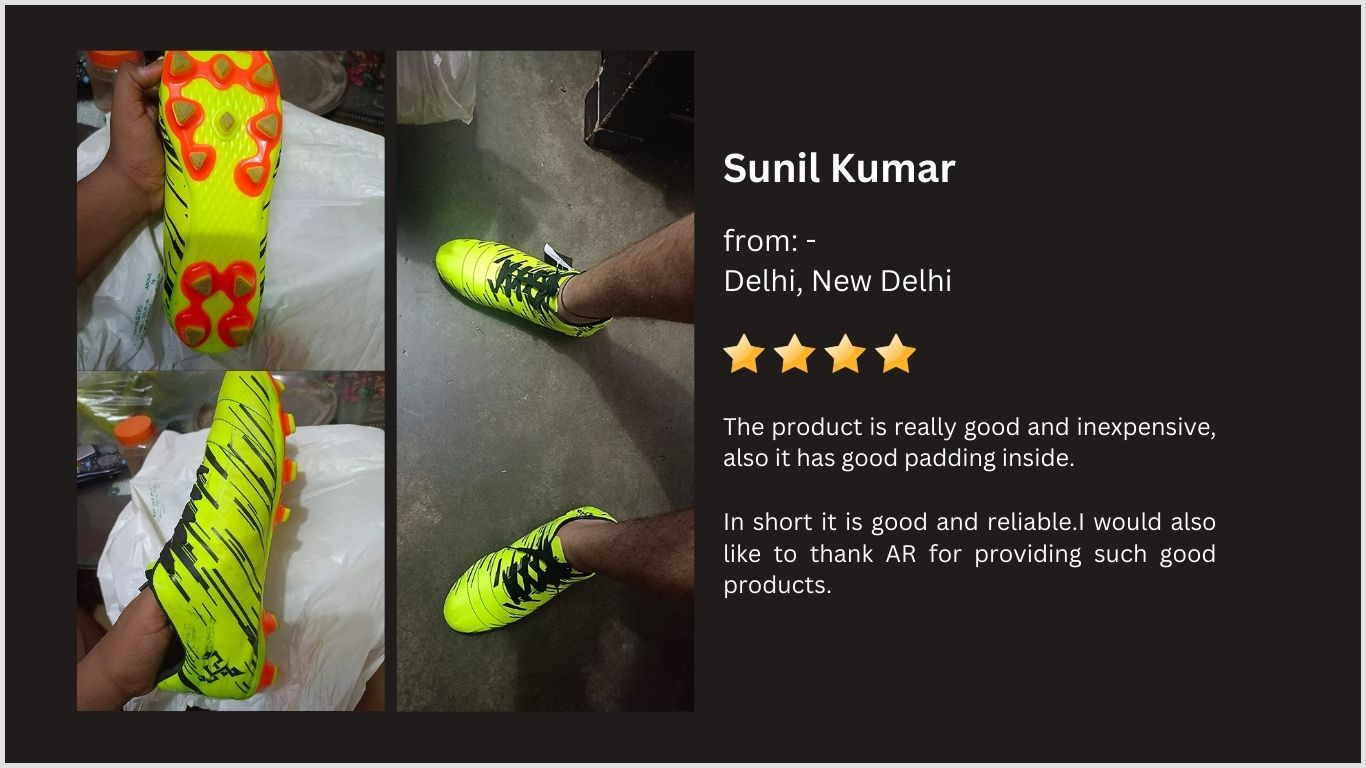 Sunil Kumar
from: -
Delhi, New Delhi
The product is really good and inexpensive,
also it has good padding inside.
In short it is good and reliable.I would also
like to thank AR for providing such good
products.